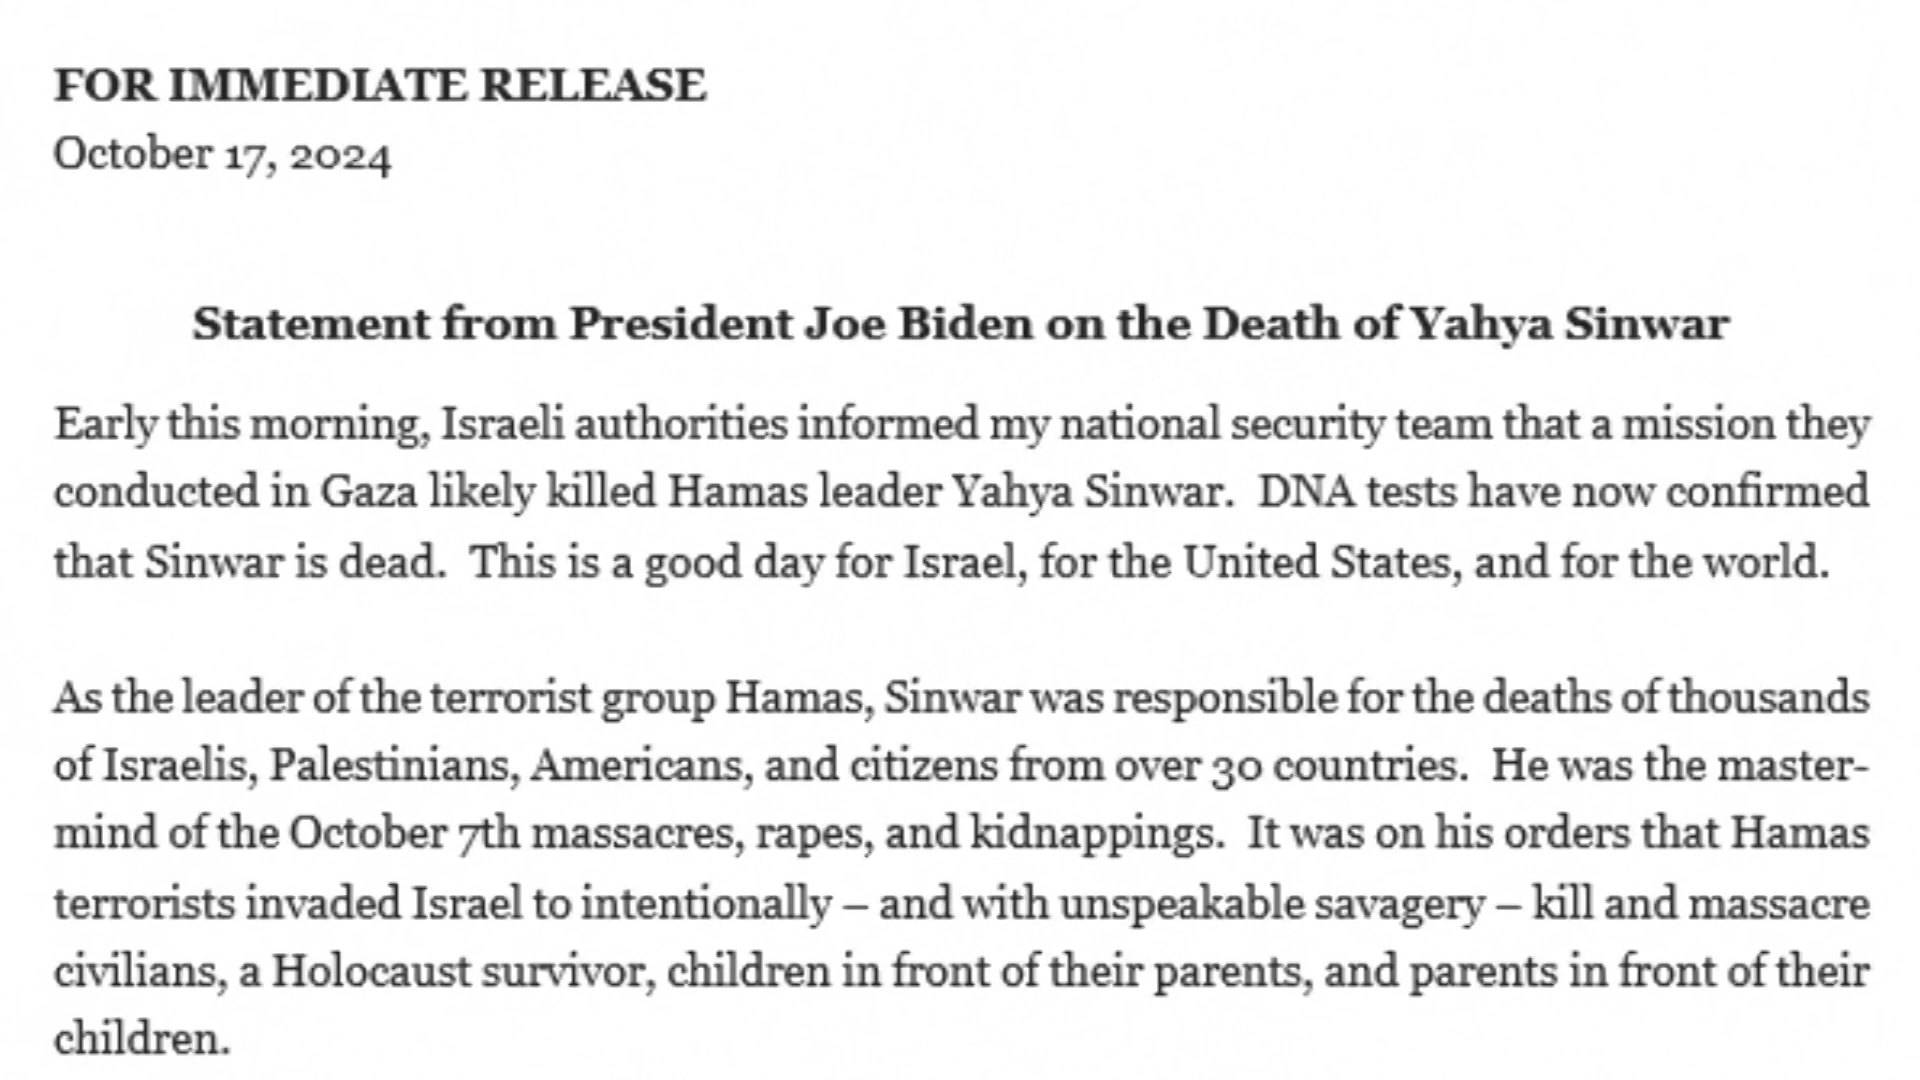 FOR IMMEDIATE RELEASE
October 17, 2024
Statement from President Joe Biden on the Death of Yahya Sinwar
Early this morning, Israeli authorities informed my national security team that a mission they
conducted in Gaza likely killed Hamas leader Yahya Sinwar.  DNA tests have now confirmed
that Sinwar is dead.  This is a good day for Israel, for the United States, and for the world.
As the leader of the terrorist group Hamas, Sinwar was responsible for the deaths of thousands
of Israelis, Palestinians, Americans, and citizens from over 30 countries.  He was the master-
mind of the October 7th massacres, rapes, and kidnappings.  It was on his orders that Hamas
terrorists invaded Israel to intentionally – and with unspeakable savagery – kill and massacre
civilians, a Holocaust survivor, children in front of their parents, and parents in front of their
children.